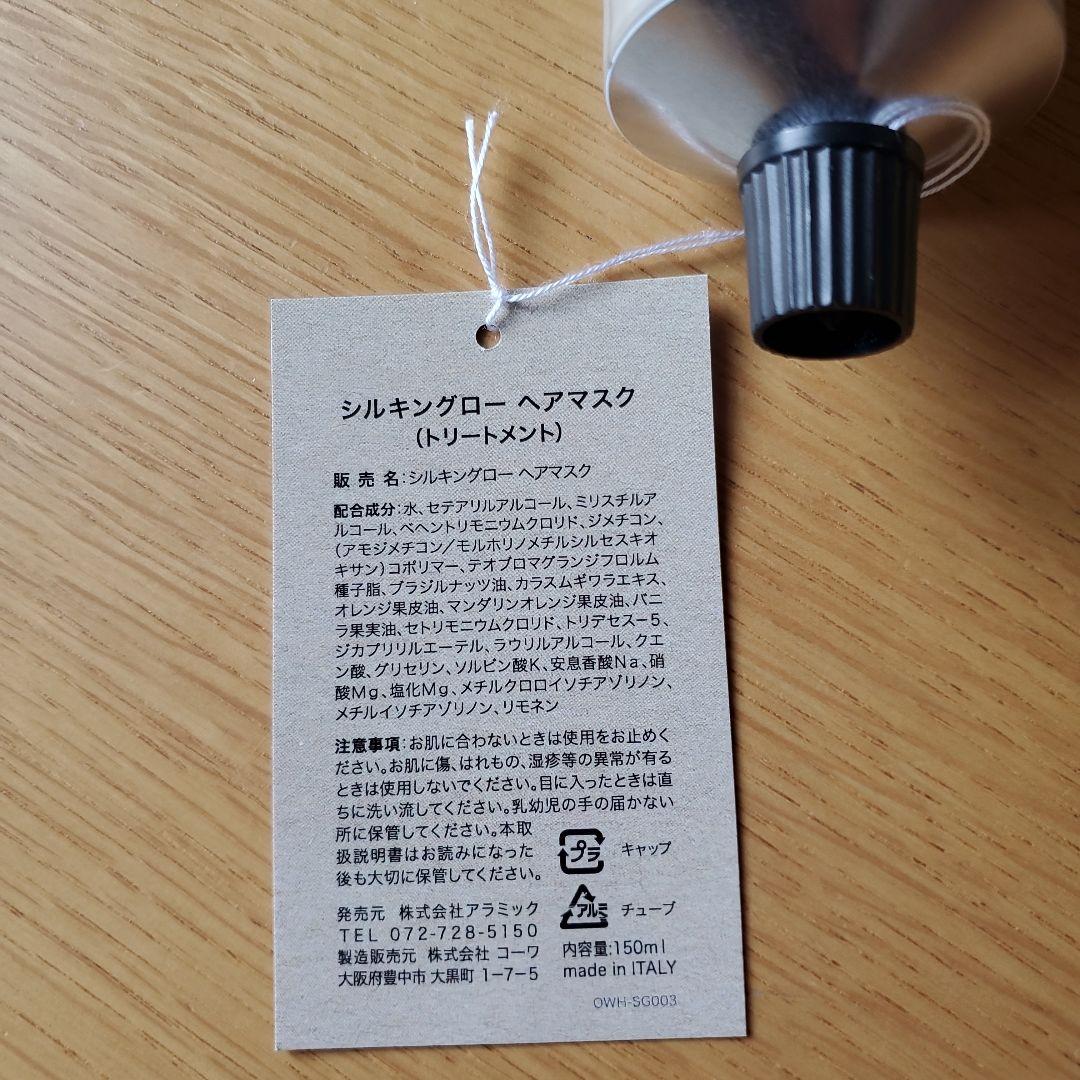 シルキングロー ヘアマスク
(トリートメント)
販 売 名:シルキングロー ヘアマスク
配合成分:水、セテアリルアルコール、ミリスチルア
ルコール、ベヘントリモニウムクロリド、ジメチコン、
(アモジメチコン/モルホリノメチルシルセスキオ
キサン)コポリマー、テオブロマグランジフロルム
種子脂、ブラジルナッツ油、カラスムギワラエキス、
オレンジ果皮油、マンダリンオレンジ果皮油、バニ
ラ果実油、セトリモニウムクロリド、トリデセス-5、
ジカプリリルエーテル、ラウリルアルコール、クエ
ン酸、グリセリン、ソルビン酸K、安息香酸Na、硝
酸Mg、塩化Mg、メチルクロロイソチアゾリノン、
メチルイソチアゾリノン、リモネン
注意事項:お肌に合わないときは使用をお止めく
ださい。お肌に傷、はれもの、湿疹等の異常が有る
ときは使用しないでください。目に入ったときは直
ちに洗い流してください。乳幼児の手の届かない
所に保管してください。本取
扱説明書はお読みになった
後も大切に保管してください。
プラ キャップ
アルミ チューブ
発売元 株式会社アラミック
TEL 072-728-5150
製造販売元 株式会社 コーワ
大阪府豊中市 大黒町 1-7-5
内容量:150ml
made in ITALY
OWH-SG003